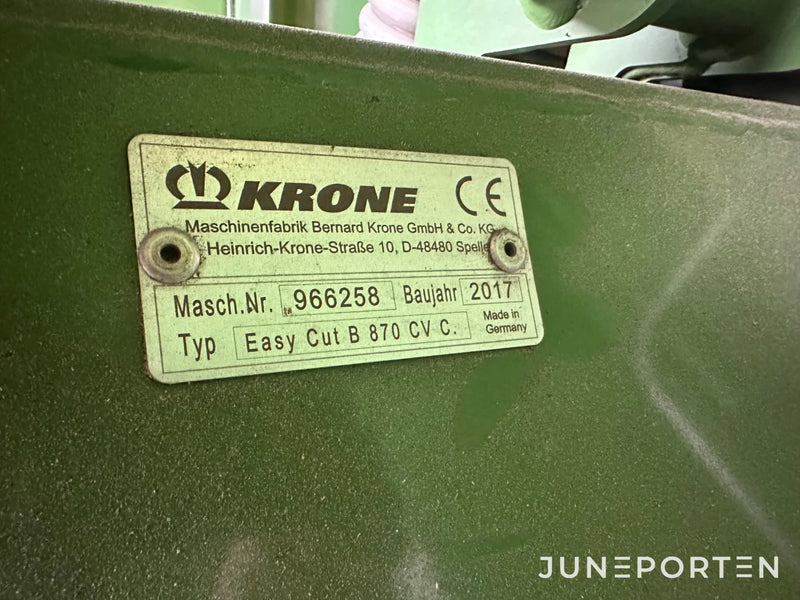 KRONE CE
Maschinenfabrik Bernard Krone GmbH & Co. KG
Heinrich-Krone-Straße 10, D-48480 Spelle
Masch.Nr. 966258 Baujahr 2017
Typ Easy Cut B 870 CV C. Made in Germany
JUNEPORTEN